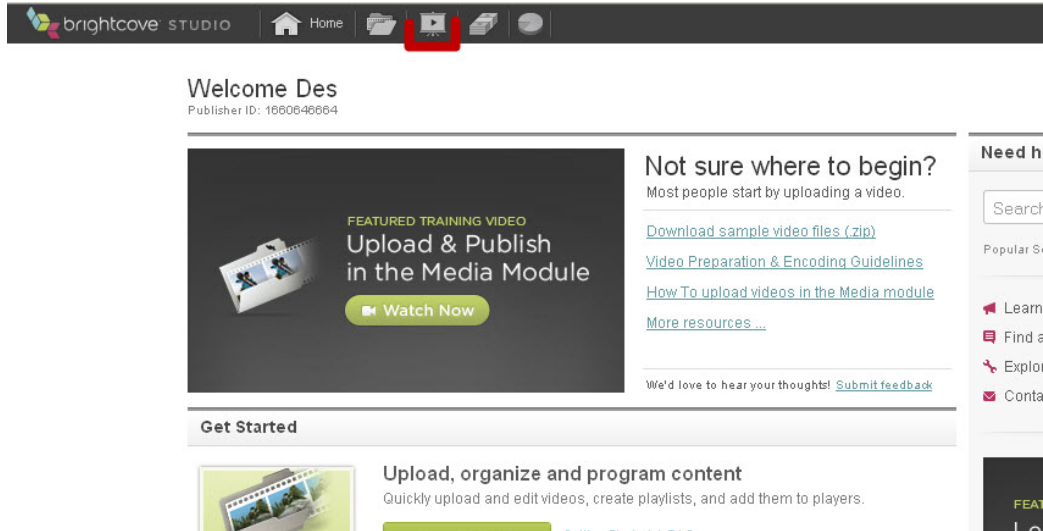 brightcove STUDIO
Home
Welcome Des
Publisher ID: 1660646664
FEATURED TRAINING VIDEO
Upload & Publish
in the Media Module
Watch Now
Not sure where to begin?
Most people start by uploading a video.
Download sample video files (.zip)
Video Preparation & Encoding Guidelines
How To upload videos in the Media module
More resources ...
We'd love to hear your thoughts! Submit feedback
Need h
Search
Popular Se
Learn
Find a
Explor
Conta
Get Started
Upload, organize and program content
Quickly upload and edit videos, create playlists, and add them to players.
FEAT